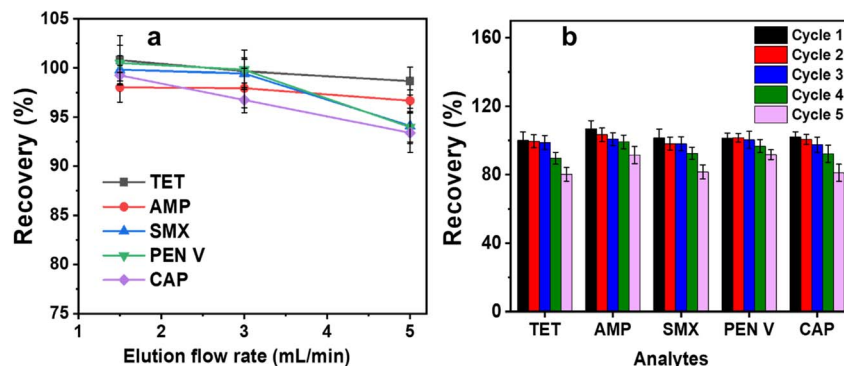 a
Recovery (%)
105
100
95
90
85
80
75
TET
AMP
SMX
PEN V
CAP
1 2 3 4 5
Elution flow rate (mL/min)
b
Recovery (%)
160
120
80
40
0
Cycle 1
Cycle 2
Cycle 3
Cycle 4
Cycle 5
TET AMP SMX PEN V CAP
Analytes